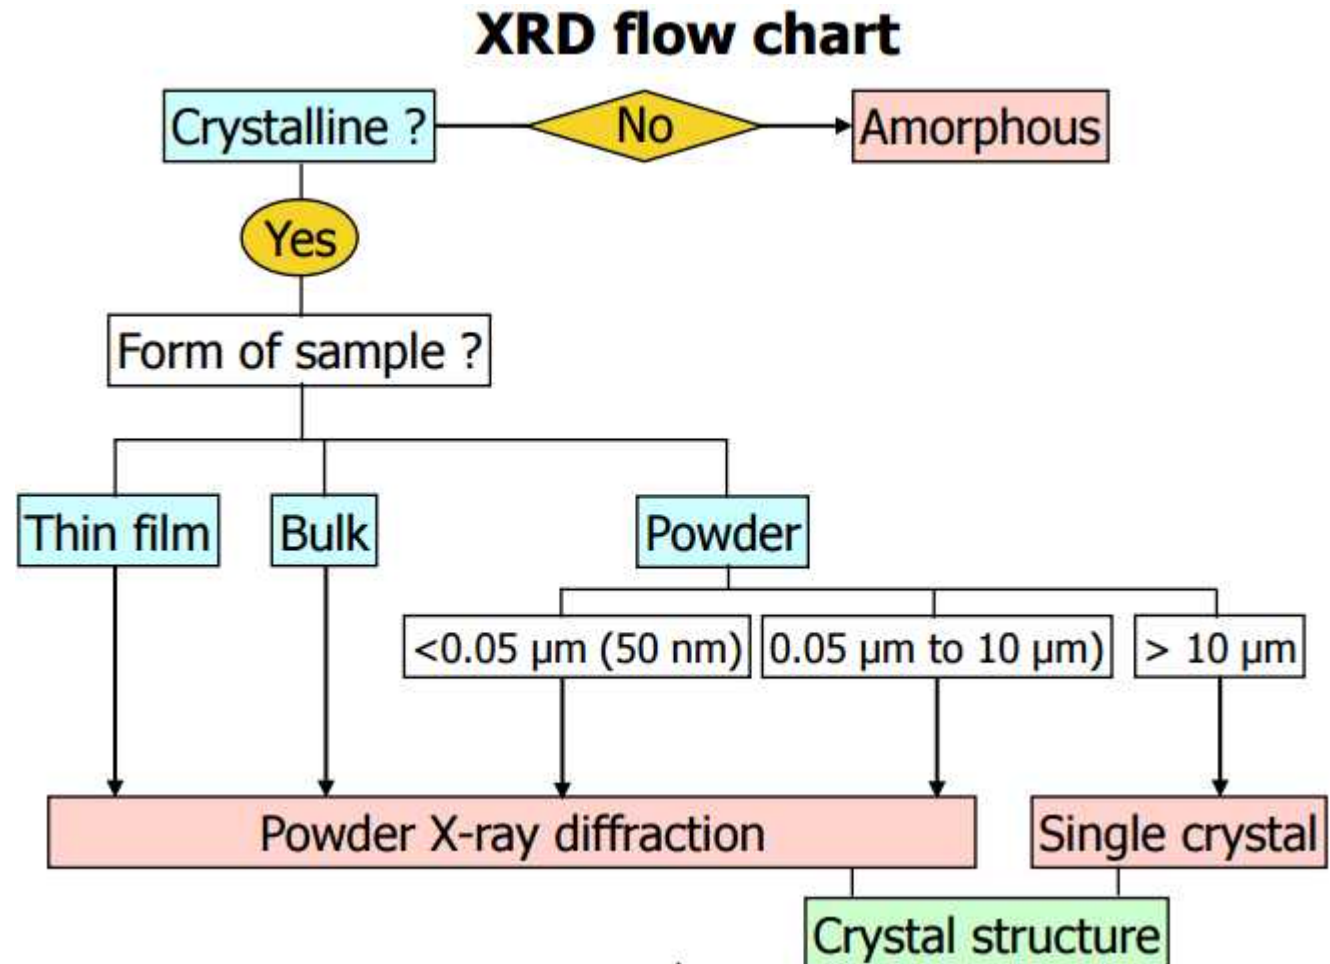 XRD flow chart
Crystalline ?
No
Amorphous
Yes
Form of sample ?
Thin film
Bulk
Powder
<0.05 µm (50 nm)
0.05 µm to 10 µm)
> 10 µm
Powder X-ray diffraction
Single crystal
Crystal structure